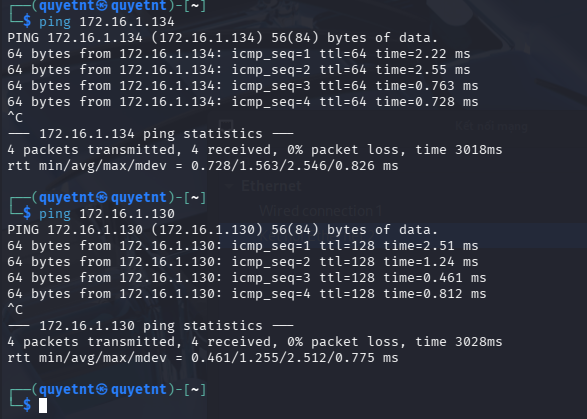 ┌──(quyetnt㉿quyetnt)-[~]
└─$ ping 172.16.1.134
PING 172.16.1.134 (172.16.1.134) 56(84) bytes of data.
64 bytes from 172.16.1.134: icmp_seq=1 ttl=64 time=2.22 ms
64 bytes from 172.16.1.134: icmp_seq=2 ttl=64 time=2.55 ms
64 bytes from 172.16.1.134: icmp_seq=3 ttl=64 time=0.763 ms
64 bytes from 172.16.1.134: icmp_seq=4 ttl=64 time=0.728 ms
^C
--- 172.16.1.134 ping statistics ---
4 packets transmitted, 4 received, 0% packet loss, time 3018ms
rtt min/avg/max/mdev = 0.728/1.563/2.546/0.826 ms
Ethernet
┌──(quyetnt㉿quyetnt)-[~]
Wired connection 1
└─$ ping 172.16.1.130
PING 172.16.1.130 (172.16.1.130) 56(84) bytes of data.
64 bytes from 172.16.1.130: icmp_seq=1 ttl=128 time=2.51 ms
64 bytes from 172.16.1.130: icmp_seq=2 ttl=128 time=1.24 ms
64 bytes from 172.16.1.130: icmp_seq=3 ttl=128 time=0.461 ms
64 bytes from 172.16.1.130: icmp_seq=4 ttl=128 time=0.812 ms
^C
--- 172.16.1.130 ping statistics ---
4 packets transmitted, 4 received, 0% packet loss, time 3028ms
rtt min/avg/max/mdev = 0.461/1.255/2.512/0.775 ms
┌──(quyetnt㉿quyetnt)-[~]
└─$